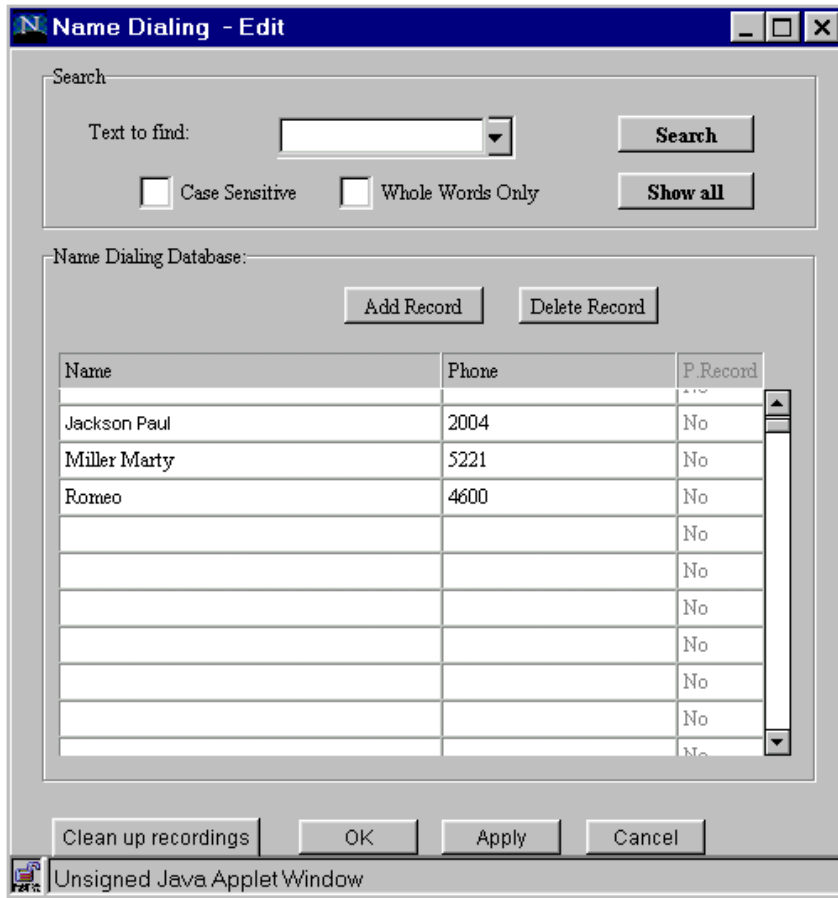 N Name Dialing - Edit
Search
Text to find:
Search
Case Sensitive Whole Words Only Show all
Name Dialing Database:
Add Record Delete Record
Name Phone P.Record
No
Jackson Paul 2004 No
Miller Marty 5221 No
Romeo 4600 No
No
No
No
No
No
No
No
Clean up recordings OK Apply Cancel
Unsigned Java Applet Window